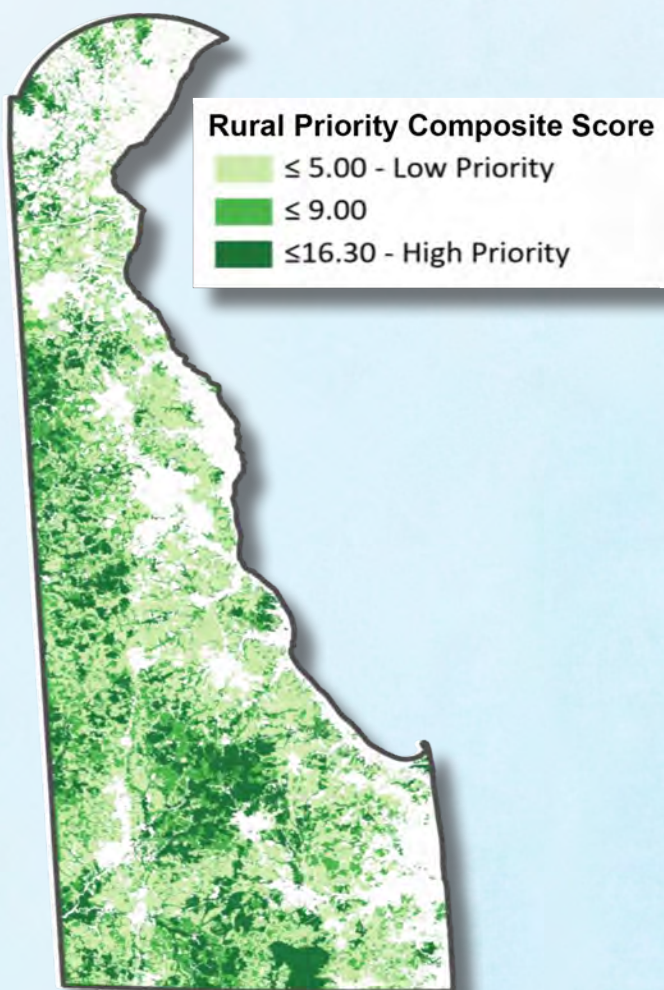 Rural Priority Composite Score
≤ 5.00 - Low Priority
≤ 9.00
≤16.30 - High Priority